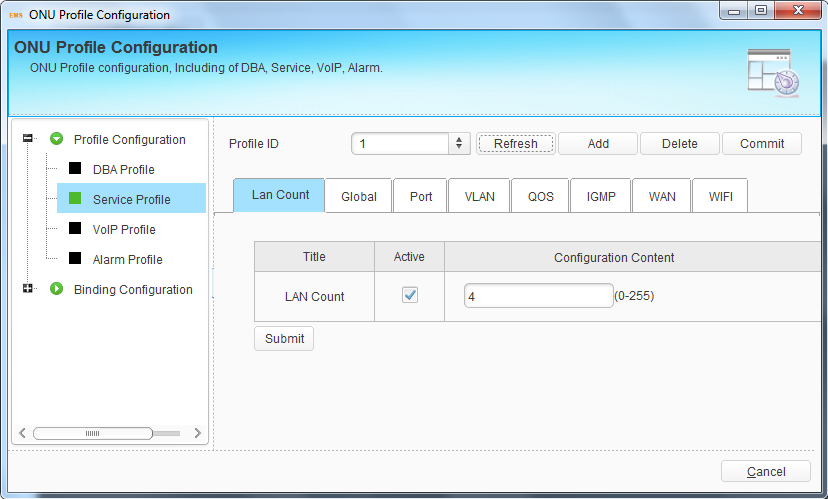 EMS ONU Profile Configuration
ONU Profile Configuration
ONU Profile configuration, Including of DBA, Service, VoIP, Alarm.
Profile Configuration
DBA Profile
Service Profile
VoIP Profile
Alarm Profile
Binding Configuration
Profile ID 1 Refresh Add Delete Commit
Lan Count Global Port VLAN QOS IGMP WAN WIFI
Title Active Configuration Content
LAN Count 4 (0-255)
Submit
Cancel